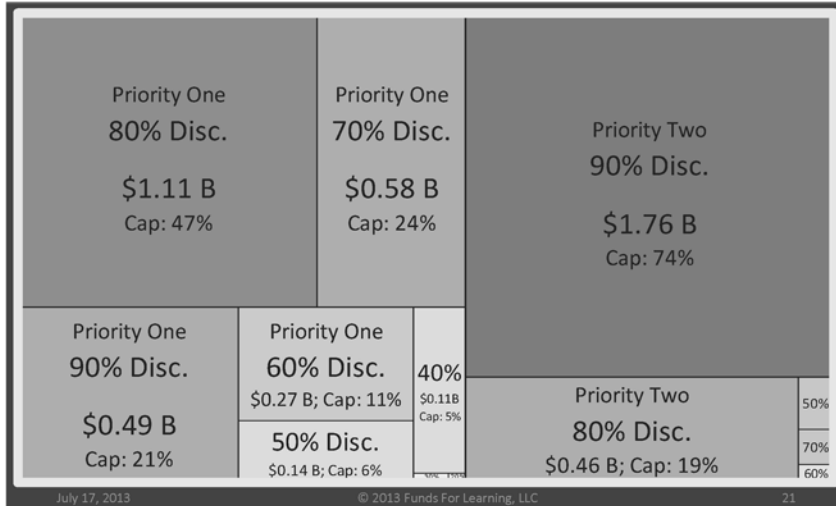 Priority One
80% Disc.
$1.11 B
Cap: 47%
Priority One
70% Disc.
$0.58 B
Cap: 24%
Priority Two
90% Disc.
$1.76 B
Cap: 74%
Priority One
90% Disc.
$0.49 B
Cap: 21%
Priority One
60% Disc.
$0.27 B; Cap: 11%
50% Disc.
$0.14 B; Cap: 6%
40%
$0.11B
Cap: 5%
Priority Two
80% Disc.
$0.46 B; Cap: 19%
50%
70%
60%
July 17, 2013
© 2013 Funds For Learning, LLC
21